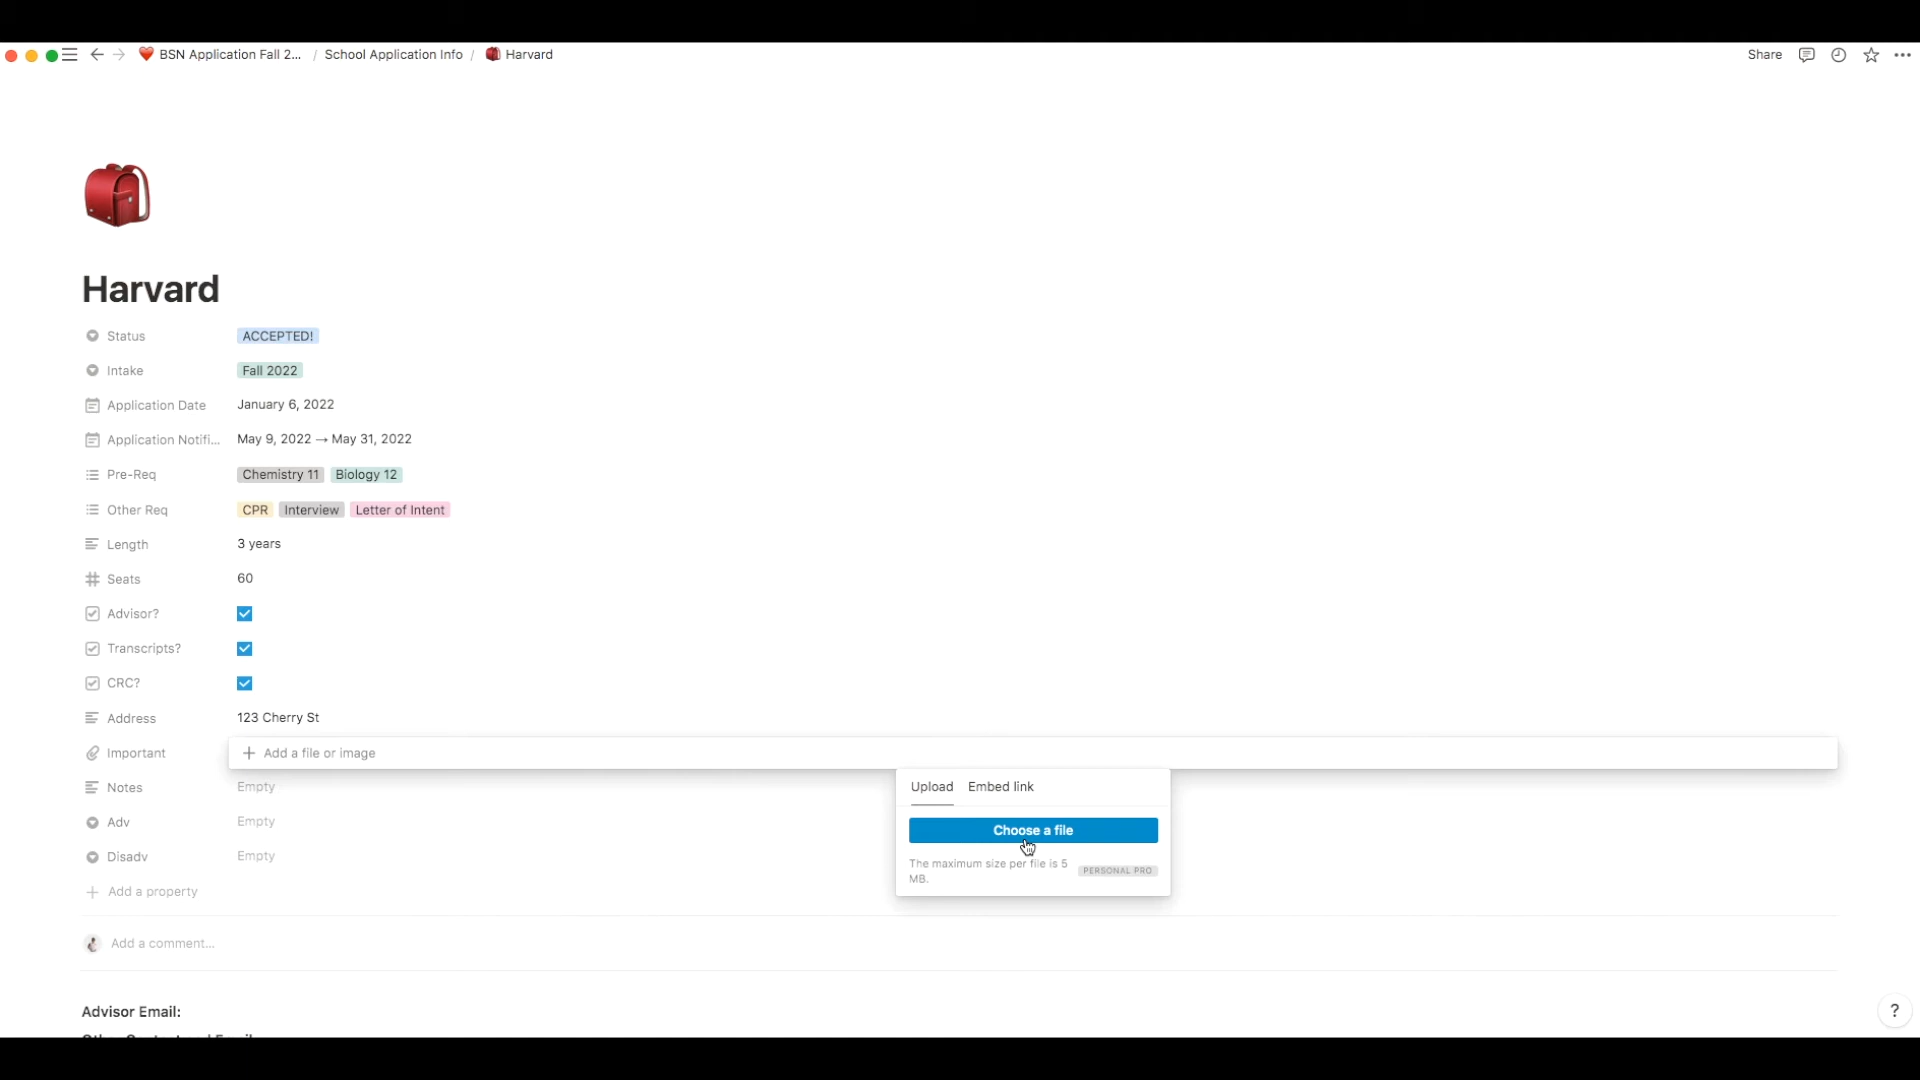 BSN Application Fall 2... / School Application Info / Harvard
Share
Harvard
Status ACCEPTED!
Intake Fall 2022
Application Date January 6, 2022
Application Notifi... May 9, 2022 → May 31, 2022
Pre-Req Chemistry 11 Biology 12
Other Req CPR Interview Letter of Intent
Length 3 years
Seats 60
Advisor?
Transcripts?
CRC?
Address 123 Cherry St
Important + Add a file or image
Notes Empty
Upload Embed link
Adv Empty
Choose a file
Disadv Empty
The maximum size per file is 5
MB.
PERSONAL PRO
+ Add a property
Add a comment...
Advisor Email:
?